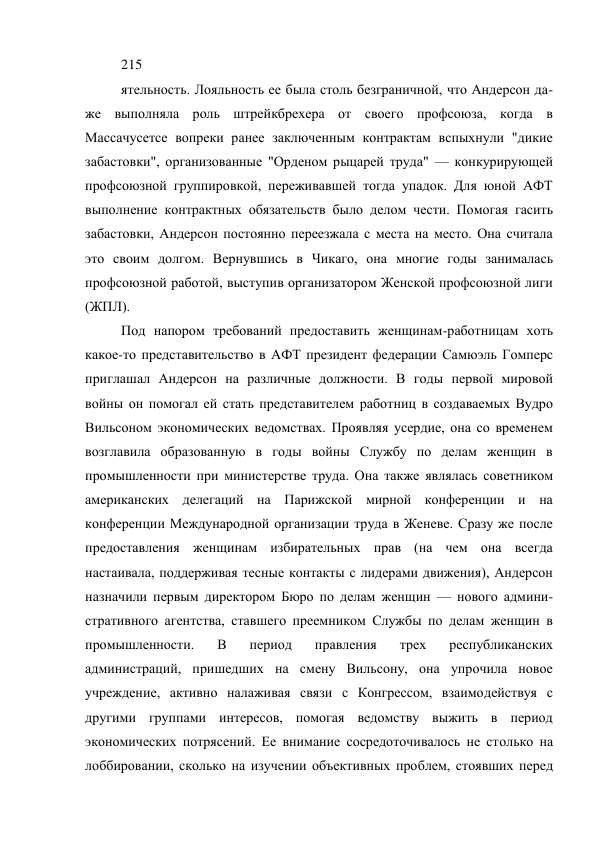 215
ятельность. Лояльность ее была столь безграничной, что Андерсон да-
же выполняла роль штрейкбрехера от своего профсоюза, когда в
Массачусетсе вопреки ранее заключенным контрактам вспыхнули "дикие
забастовки", организованные "Орденом рыцарей труда" — конкурирующей
профсоюзной группировкой, переживавшей тогда упадок. Для юной АФТ
выполнение контрактных обязательств было делом чести. Помогая гасить
забастовки, Андерсон постоянно переезжала с места на место. Она считала
это своим долгом. Вернувшись в Чикаго, она многие годы занималась
профсоюзной работой, выступив организатором Женской профсоюзной лиги
(ЖПЛ).
Под напором требований предоставить женщинам-работницам хоть
какое-то представительство в АФТ президент федерации Самюэль Гомперс
приглашал Андерсон на различные должности. В годы первой мировой
войны он помогал ей стать представителем работниц в создаваемых Вудро
Вильсоном экономических ведомствах. Проявляя усердие, она со временем
возглавила образованную в годы войны Службу по делам женщин в
промышленности при министерстве труда. Она также являлась советником
американских делегаций на Парижской мирной конференции и на
конференции Международной организации труда в Женеве. Сразу же после
предоставления женщинам избирательных прав (на чем она всегда
настаивала, поддерживая тесные контакты с лидерами движения), Андерсон
назначили первым директором Бюро по делам женщин — нового админи-
стративного агентства, ставшего преемником Службы по делам женщин в
промышленности. В период правления трех республиканских
администраций, пришедших на смену Вильсону, она упрочила новое
учреждение, активно налаживая связи с Конгрессом, взаимодействуя с
другими группами интересов, помогая ведомству выжить в период
экономических потрясений. Ее внимание сосредоточивалось не столько на
лоббировании, сколько на изучении объективных проблем, стоявших перед